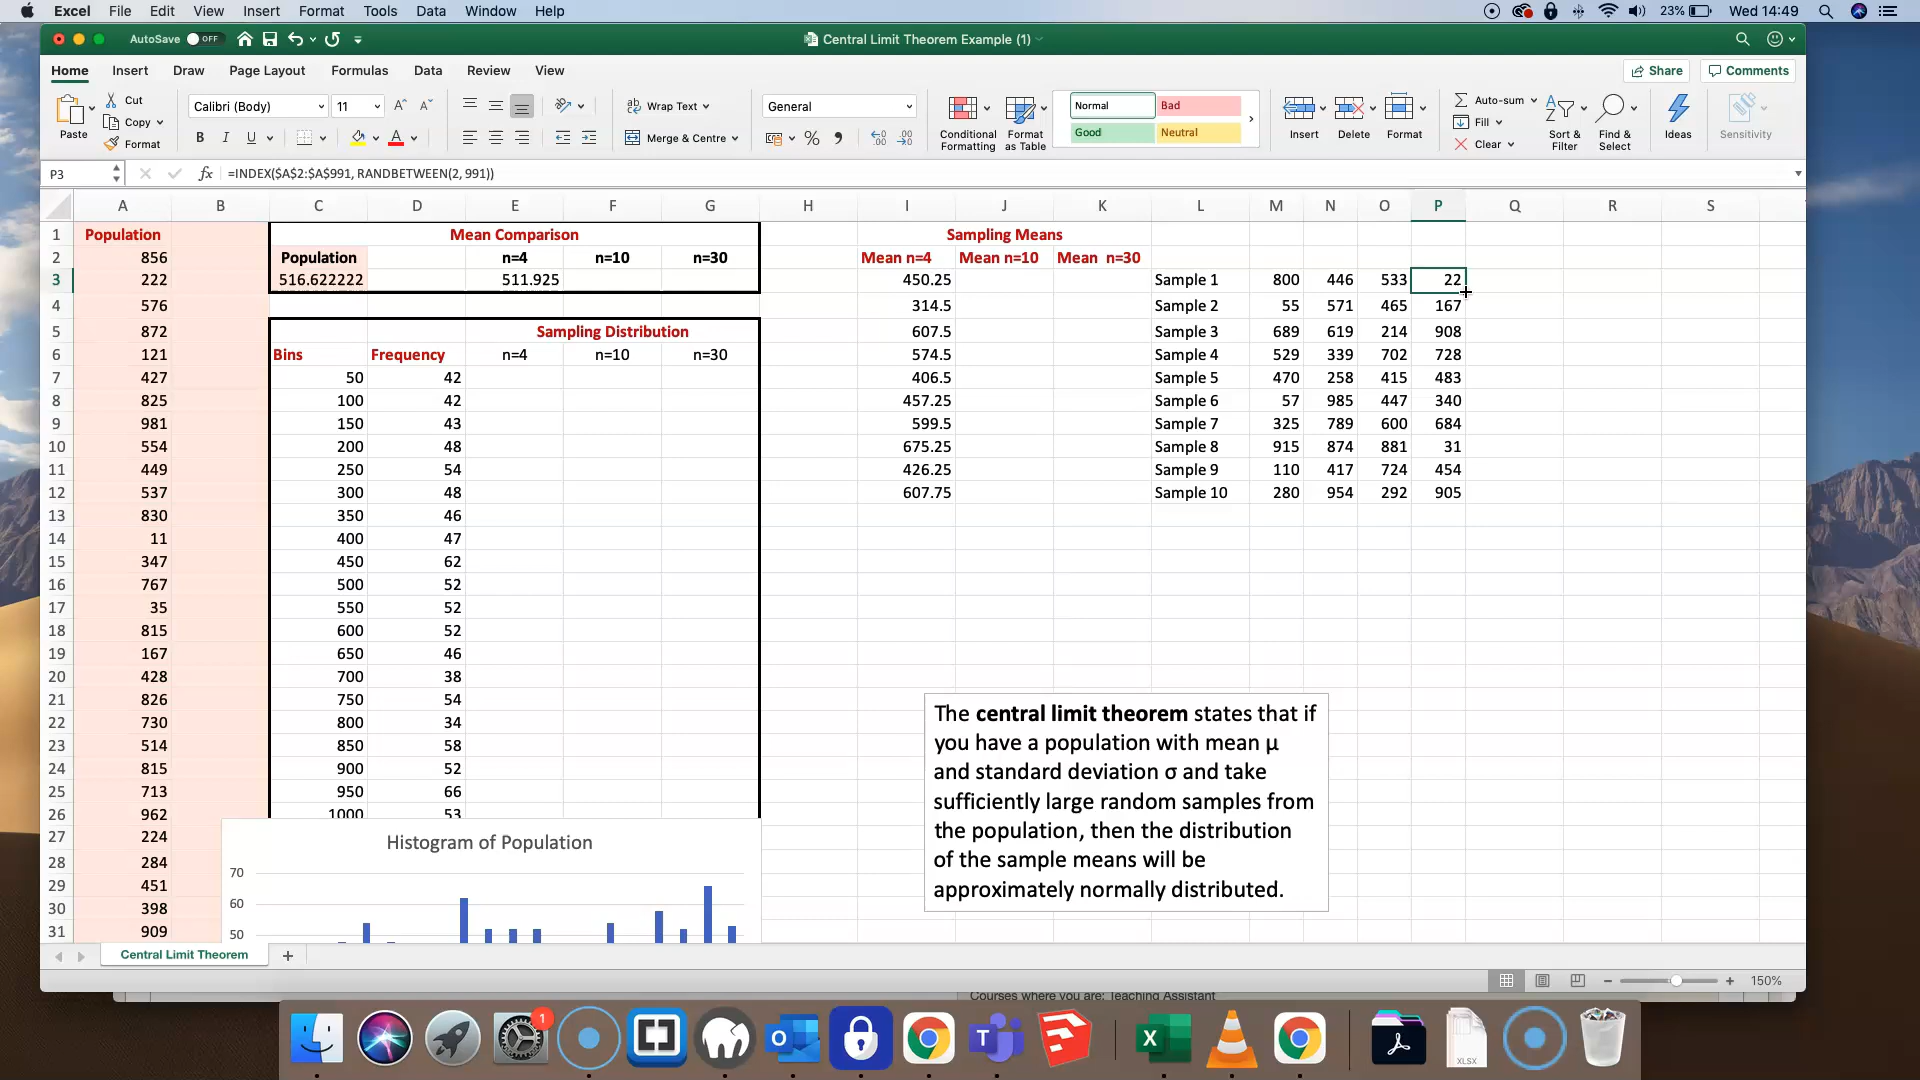 Excel File Edit View Insert Format Tools Data Window Help 23% Wed 14:49
AutoSave OFF Central Limit Theorem Example (1)
Home Insert Draw Page Layout Formulas Data Review View Share Comments
Paste Cut Copy Format
Calibri (Body) 11
B I U
Wrap Text
Merge & Centre
General
Conditional Formatting
Format as Table
Normal Bad
Good Neutral
Insert Delete Format
Auto-sum
Fill
Clear
Sort & Filter
Find & Select
Ideas Sensitivity
P3 fx =INDEX($A$2:$A$991, RANDBETWEEN(2, 991))
A B C D E F G H I J K L M N O P Q R S
1 Population Mean Comparison Sampling Means
2 856 Population n=4 n=10 n=30 Mean n=4 Mean n=10 Mean n=30
3 222 516.622222 511.925 450.25 Sample 1 800 446 533 22
4 576 314.5 Sample 2 55 571 465 167
5 872 Sampling Distribution 607.5 Sample 3 689 619 214 908
6 121 Bins Frequency n=4 n=10 n=30 574.5 Sample 4 529 339 702 728
7 427 50 42 406.5 Sample 5 470 258 415 483
8 825 100 42 457.25 Sample 6 57 985 447 340
9 981 150 43 599.5 Sample 7 325 789 600 684
10 554 200 48 675.25 Sample 8 915 874 881 31
11 449 250 54 426.25 Sample 9 110 417 724 454
12 537 300 48 607.75 Sample 10 280 954 292 905
13 830 350 46
14 11 400 47
15 347 450 62
16 767 500 52
17 35 550 52
18 815 600 52
19 167 650 46
20 428 700 38
21 826 750 54
22 730 800 34
23 514 850 58
24 815 900 52
25 713 950 66
26 962 1000 53
27 224
28 284
29 451
30 398
31 909
Histogram of Population
70
60
50
The central limit theorem states that if
you have a population with mean μ
and standard deviation σ and take
sufficiently large random samples from
the population, then the distribution
of the sample means will be
approximately normally distributed.
Central Limit Theorem
150%
Courses where you are: Teaching Assistant
1
XLSX